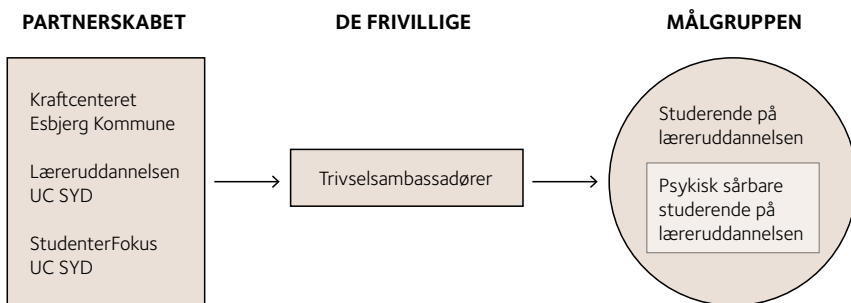 PARTNERSKABET
DE FRIVILLIGE
MÅLGRUPPEN
Kraftcenteret
Esbjerg Kommune
Læreruddannelsen
UC SYD
StudenterFokus
UC SYD
Trivselsambassadører
Studerende på
læreruddannelsen
Psykisk sårbare
studerende på
læreruddannelsen